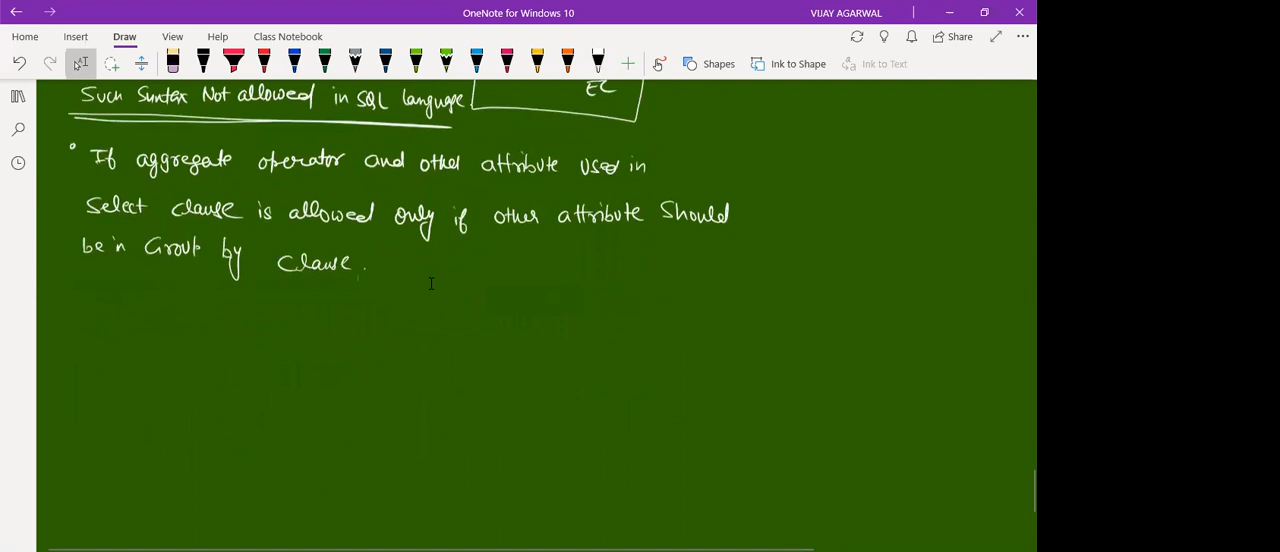 OneNote for Windows 10
VIJAY AGARWAL
Home Insert Draw View Help Class Notebook
Share
Shapes Ink to Shape Ink to Text
Such Syntax Not allowed in SQL language
EC
• If aggregate operator and other attribute used in
Select clause is allowed only if other attribute should
be in Group by Clause.